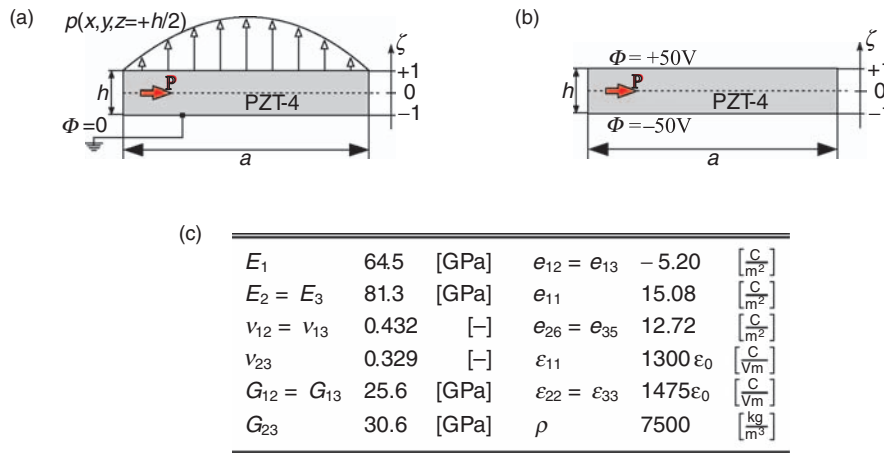 (a)
p(x,y,z=+h/2)
ζ
+1
0
−1
h
P
PZT-4
Φ=0
a
(b)
ζ
Φ = +50V
+1
0
h
P
PZT-4
Φ = −50V
a
(c)
E1 64.5 [GPa] e12 = e13 − 5.20 [C/m2]
E2 = E3 81.3 [GPa] e11 15.08 [C/m2]
ν12 = ν13 0.432 [–] e26 = e35 12.72 [C/m2]
ν23 0.329 [–] ε11 1300 ε0 [C/Vm]
G12 = G13 25.6 [GPa] ε22 = ε33 1475ε0 [C/Vm]
G23 30.6 [GPa] ρ 7500 [kg/m3]